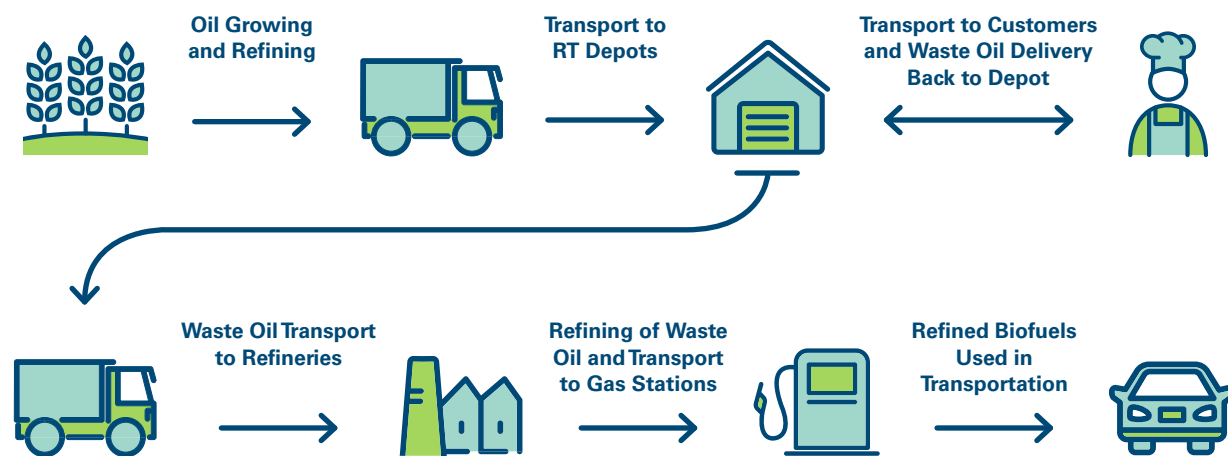 Oil Growing
and Refining
Transport to
RT Depots
Transport to Customers
and Waste Oil Delivery
Back to Depot
Waste Oil Transport
to Refineries
Refining of Waste
Oil and Transport
to Gas Stations
Refined Biofuels
Used in
Transportation